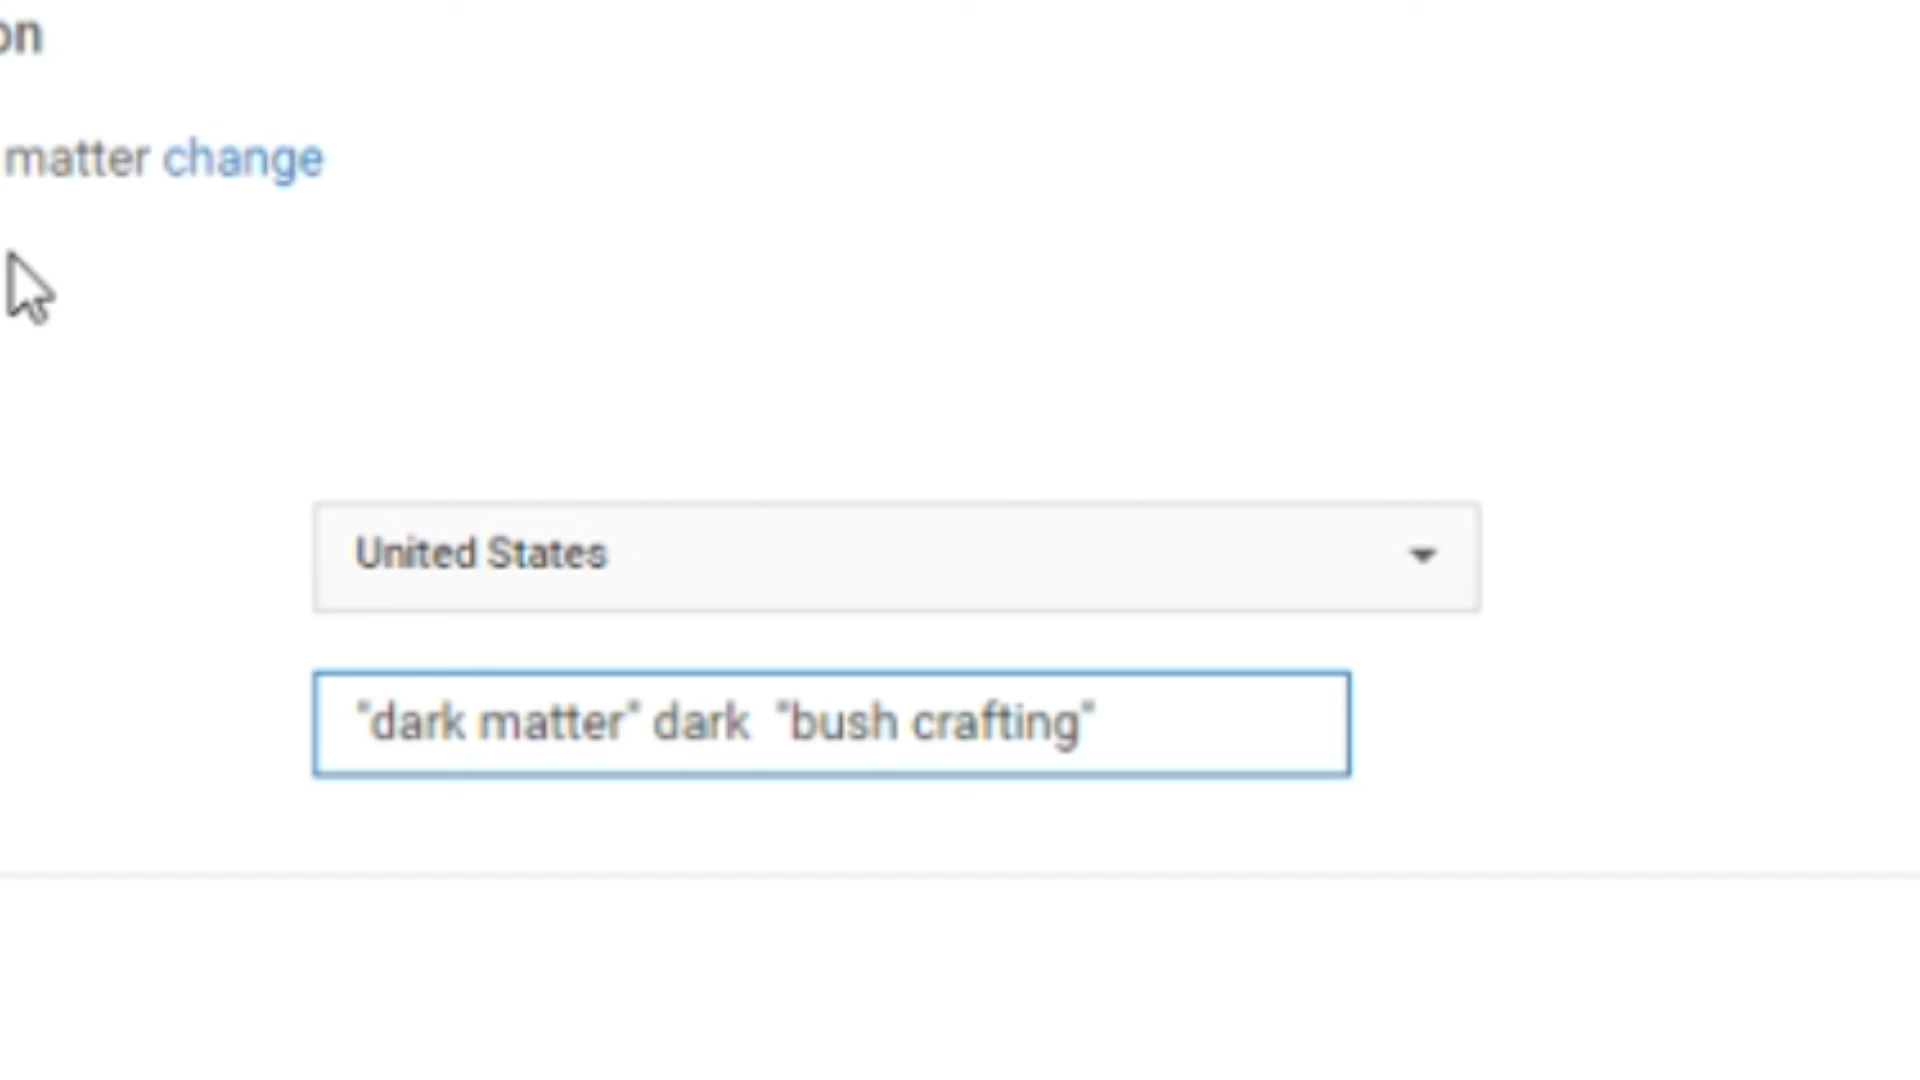 on
matter change
United States
"dark matter" dark  "bush crafting"